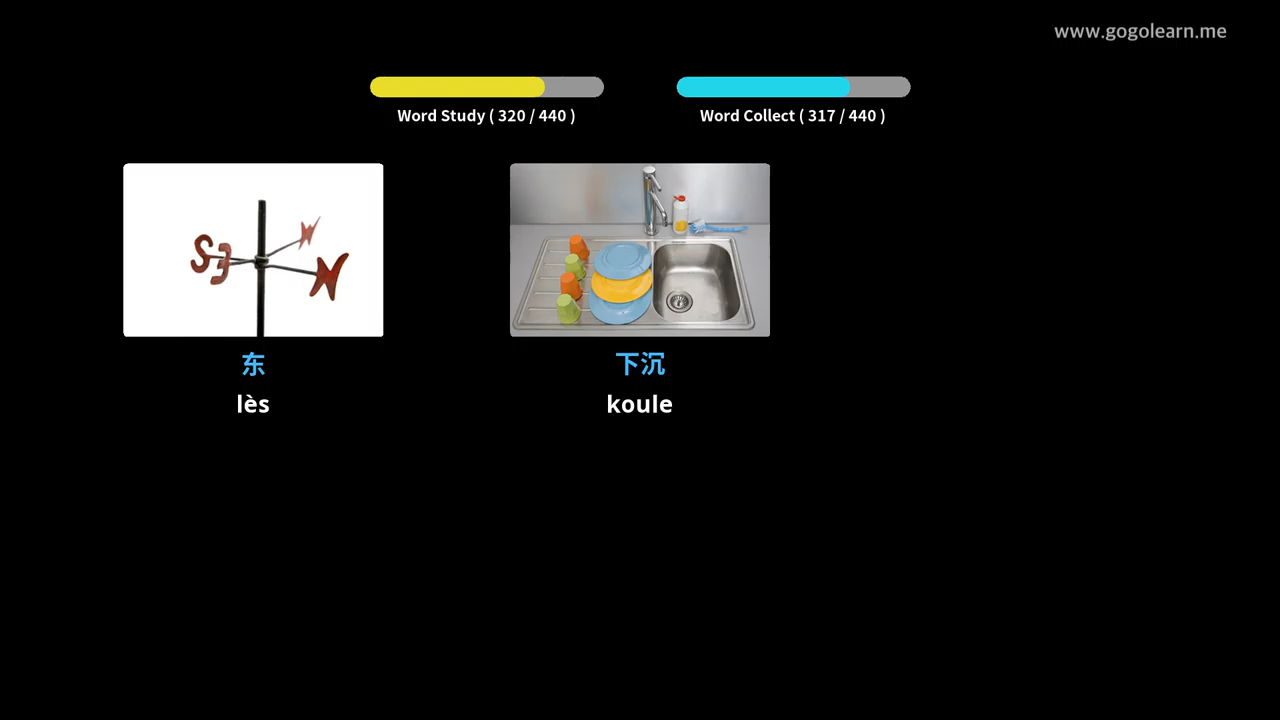 www.gogolearn.me
Word Study ( 320 / 440 )
Word Collect ( 317 / 440 )
S E N W
东
下沉
lès
koule